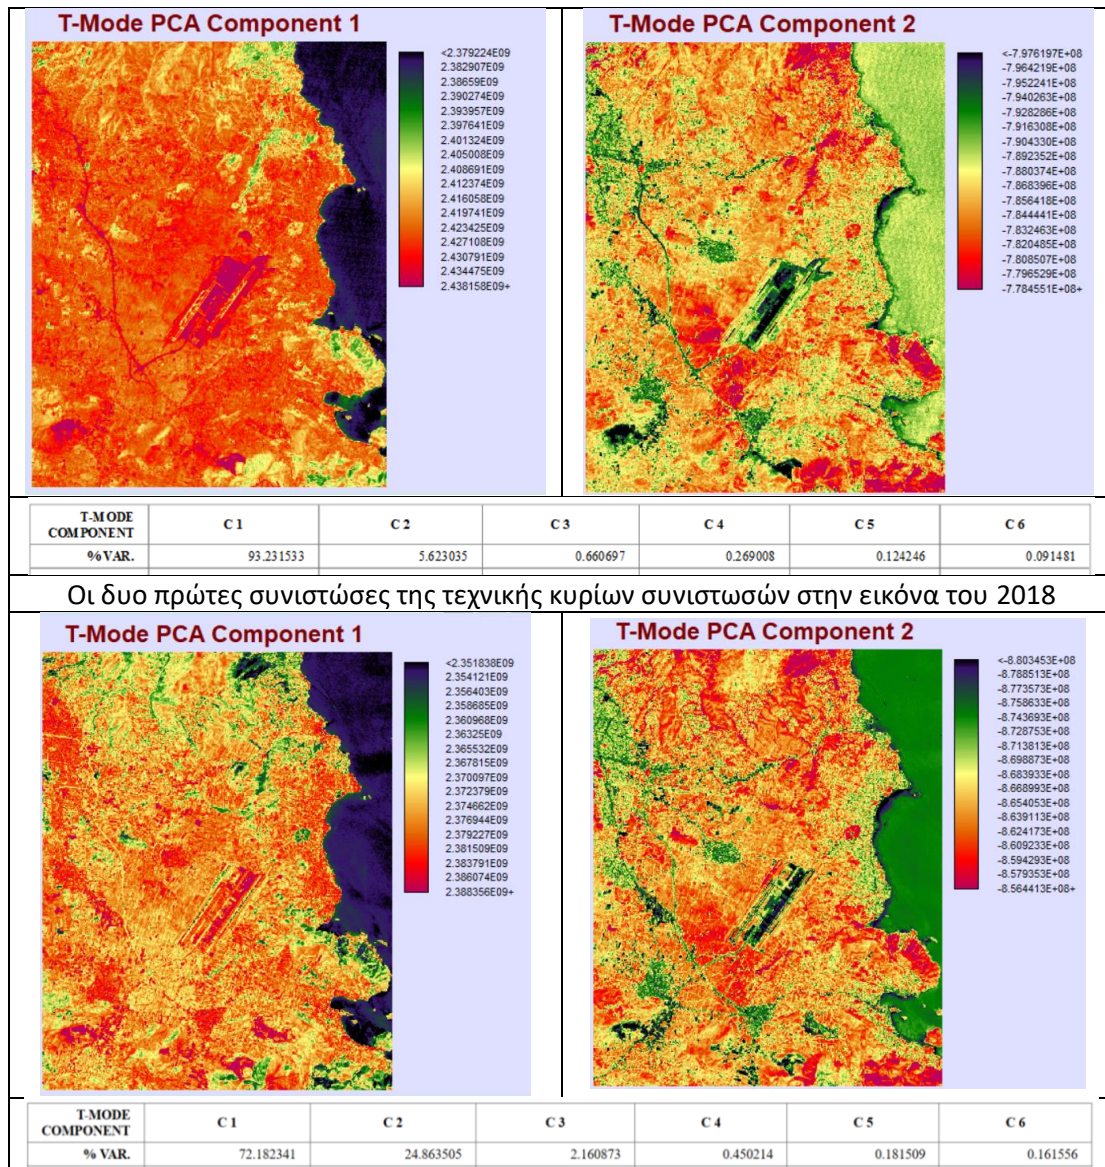 T-Mode PCA Component 1
<2.379224E09
2.382907E09
2.38659E09
2.390274E09
2.393957E09
2.397641E09
2.401324E09
2.405008E09
2.408691E09
2.412374E09
2.416058E09
2.419741E09
2.423425E09
2.427108E09
2.430791E09
2.434475E09
2.438158E09+
T-Mode PCA Component 2
<-7.976197E+08
-7.964219E+08
-7.952241E+08
-7.940263E+08
-7.928286E+08
-7.916308E+08
-7.904330E+08
-7.892352E+08
-7.880374E+08
-7.868396E+08
-7.856418E+08
-7.844441E+08
-7.832463E+08
-7.820485E+08
-7.808507E+08
-7.796529E+08
-7.784551E+08+
T-MODE COMPONENT C 1 C 2 C 3 C 4 C 5 C 6
% VAR. 93.231533 5.623035 0.660697 0.269008 0.124246 0.091481
Οι δυο πρώτες συνιστώσες της τεχνικής κυρίων συνιστωσών στην εικόνα του 2018
T-Mode PCA Component 1
<2.351838E09
2.354121E09
2.356403E09
2.358685E09
2.360968E09
2.36325E09
2.365532E09
2.367815E09
2.370097E09
2.372379E09
2.374662E09
2.376944E09
2.379227E09
2.381509E09
2.383791E09
2.386074E09
2.388356E09+
T-Mode PCA Component 2
<-8.803453E+08
-8.788513E+08
-8.773573E+08
-8.758633E+08
-8.743693E+08
-8.728753E+08
-8.713813E+08
-8.698873E+08
-8.683933E+08
-8.668993E+08
-8.654053E+08
-8.639113E+08
-8.624173E+08
-8.609233E+08
-8.594293E+08
-8.579353E+08
-8.564413E+08+
T-MODE COMPONENT C 1 C 2 C 3 C 4 C 5 C 6
% VAR. 72.182341 24.863505 2.160873 0.450214 0.181509 0.161556